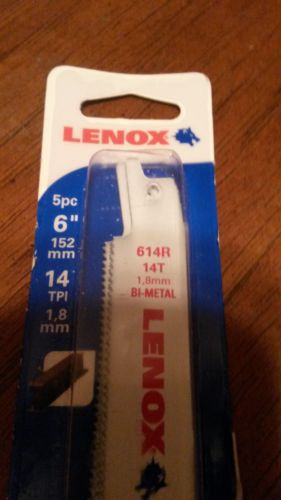 LENOX
5pc
6"
152
mm
14
TPI
1,8
mm
614R
14T
1,8mm
BI-METAL
LENOX